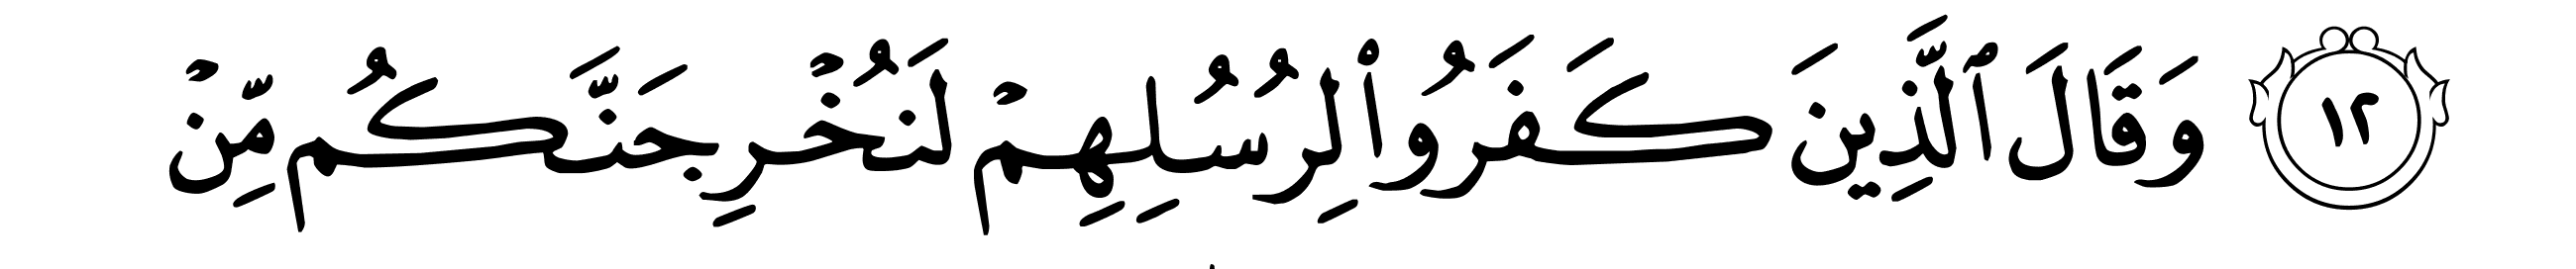 ١٢ وَقَالَ ٱلَّذِينَ كَفَرُواْ لِرُسُلِهِمۡ لَنُخۡرِجَنَّكُم مِّنۡ